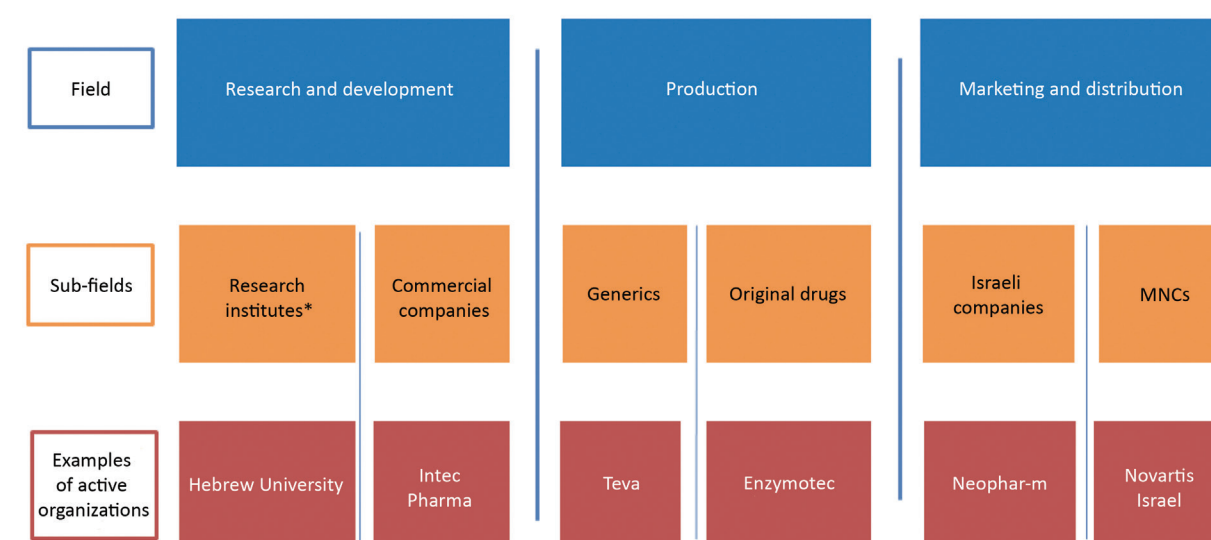 Field
Research and development
Production
Marketing and distribution
Sub-fields
Research
institutes*
Commercial
companies
Generics
Original drugs
Israeli
companies
MNCs
Examples
of active
organizations
Hebrew University
Intec
Pharma
Teva
Enzymotec
Neophar-m
Novartis
Israel